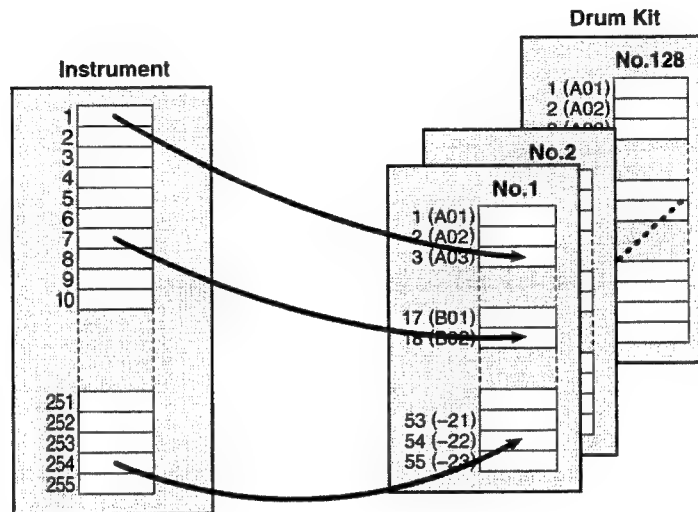 Drum Kit
No.128
1 (A01)
2 (A02)
Instrument
1
2
3
4
5
6
7
8
9
10
251
252
253
254
255
No.2
No.1
1 (A01)
2 (A02)
3 (A03)
17 (B01)
18 (B02)
53 (–21)
54 (–22)
55 (–23)